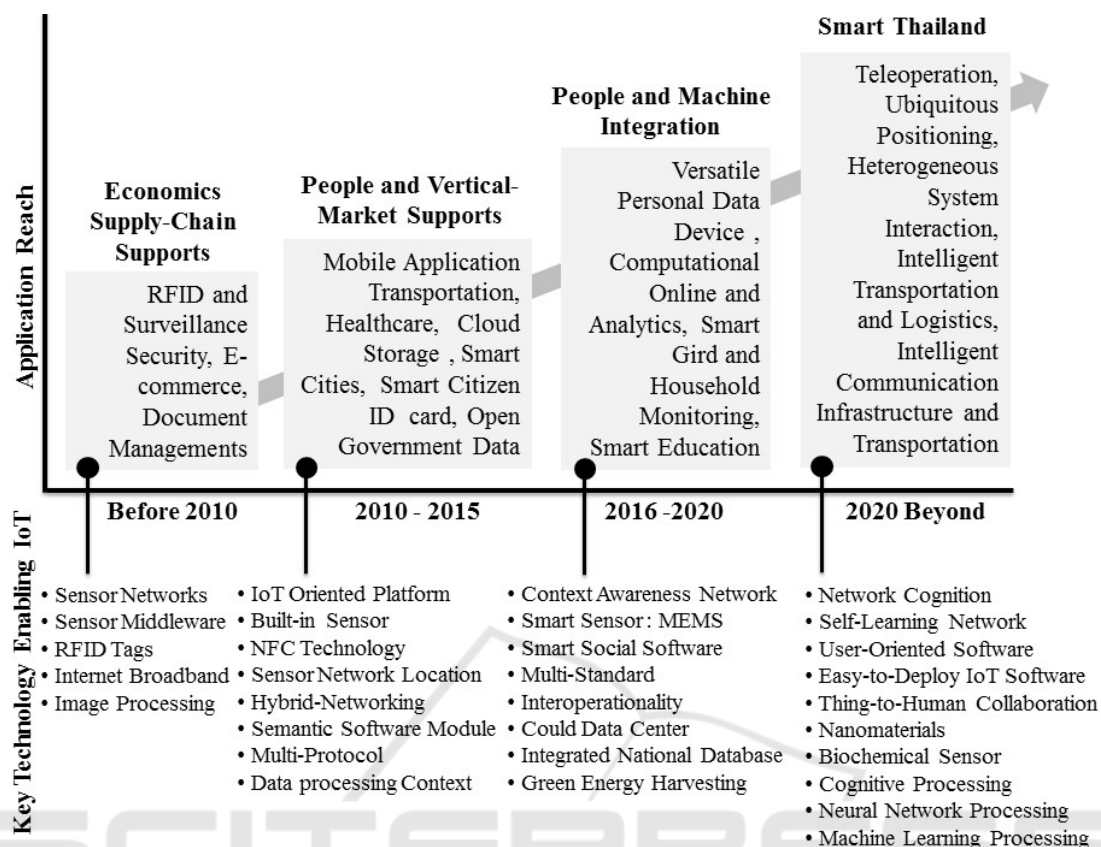 Smart Thailand
Teleoperation,
Ubiquitous
Positioning,
Heterogeneous
System
Interaction,
Intelligent
Transportation
and Logistics,
Intelligent
Communication
Infrastructure and
Transportation
People and Machine
Integration
Versatile
Personal Data
Device ,
Computational
Online and
Analytics, Smart
Gird and
Household
Monitoring,
Smart Education
People and Vertical-
Market Supports
Mobile Application
Transportation,
Healthcare, Cloud
Storage , Smart
Cities, Smart Citizen
ID card, Open
Government Data
Economics
Supply-Chain
Supports
RFID and
Surveillance
Security, E-
commerce,
Document
Managements
Application Reach
Before 2010
2010 - 2015
2016 -2020
2020 Beyond
Key Technology Enabling IoT
• Sensor Networks
• Sensor Middleware
• RFID Tags
• Internet Broadband
• Image Processing
• IoT Oriented Platform
• Built-in Sensor
• NFC Technology
• Sensor Network Location
• Hybrid-Networking
• Semantic Software Module
• Multi-Protocol
• Data processing Context
• Context Awareness Network
• Smart Sensor: MEMS
• Smart Social Software
• Multi-Standard
• Interoperationality
• Could Data Center
• Integrated National Database
• Green Energy Harvesting
• Network Cognition
• Self-Learning Network
• User-Oriented Software
• Easy-to-Deploy IoT Software
• Thing-to-Human Collaboration
• Nanomaterials
• Biochemical Sensor
• Cognitive Processing
• Neural Network Processing
• Machine Learning Processing